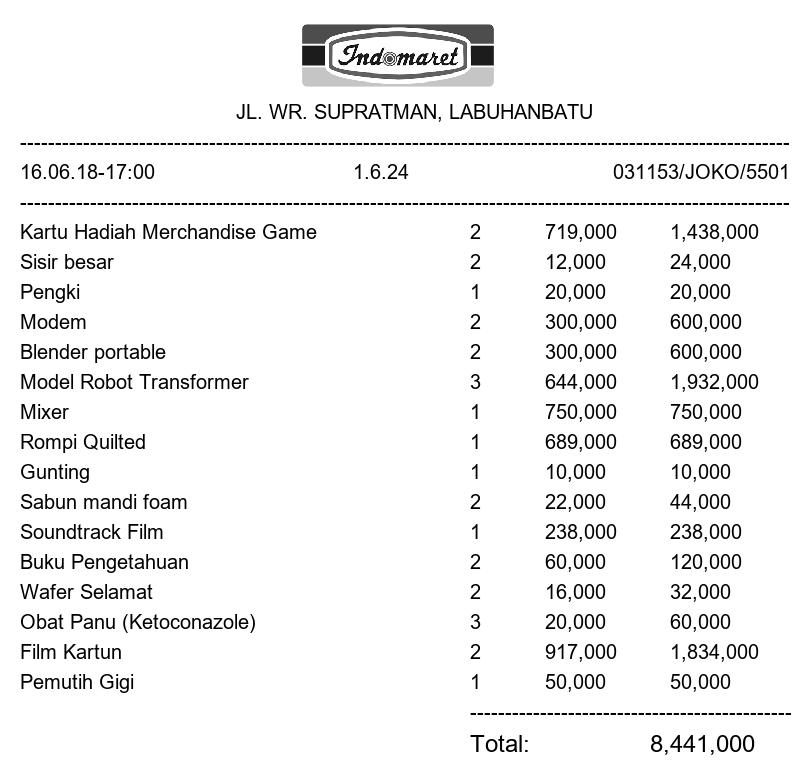 Indomaret
JL. WR. SUPRATMAN, LABUHANBATU
16.06.18-17:00 1.6.24 031153/JOKO/5501
Kartu Hadiah Merchandise Game 2 719,000 1,438,000
Sisir besar 2 12,000 24,000
Pengki 1 20,000 20,000
Modem 2 300,000 600,000
Blender portable 2 300,000 600,000
Model Robot Transformer 3 644,000 1,932,000
Mixer 1 750,000 750,000
Rompi Quilted 1 689,000 689,000
Gunting 1 10,000 10,000
Sabun mandi foam 2 22,000 44,000
Soundtrack Film 1 238,000 238,000
Buku Pengetahuan 2 60,000 120,000
Wafer Selamat 2 16,000 32,000
Obat Panu (Ketoconazole) 3 20,000 60,000
Film Kartun 2 917,000 1,834,000
Pemutih Gigi 1 50,000 50,000
Total: 8,441,000